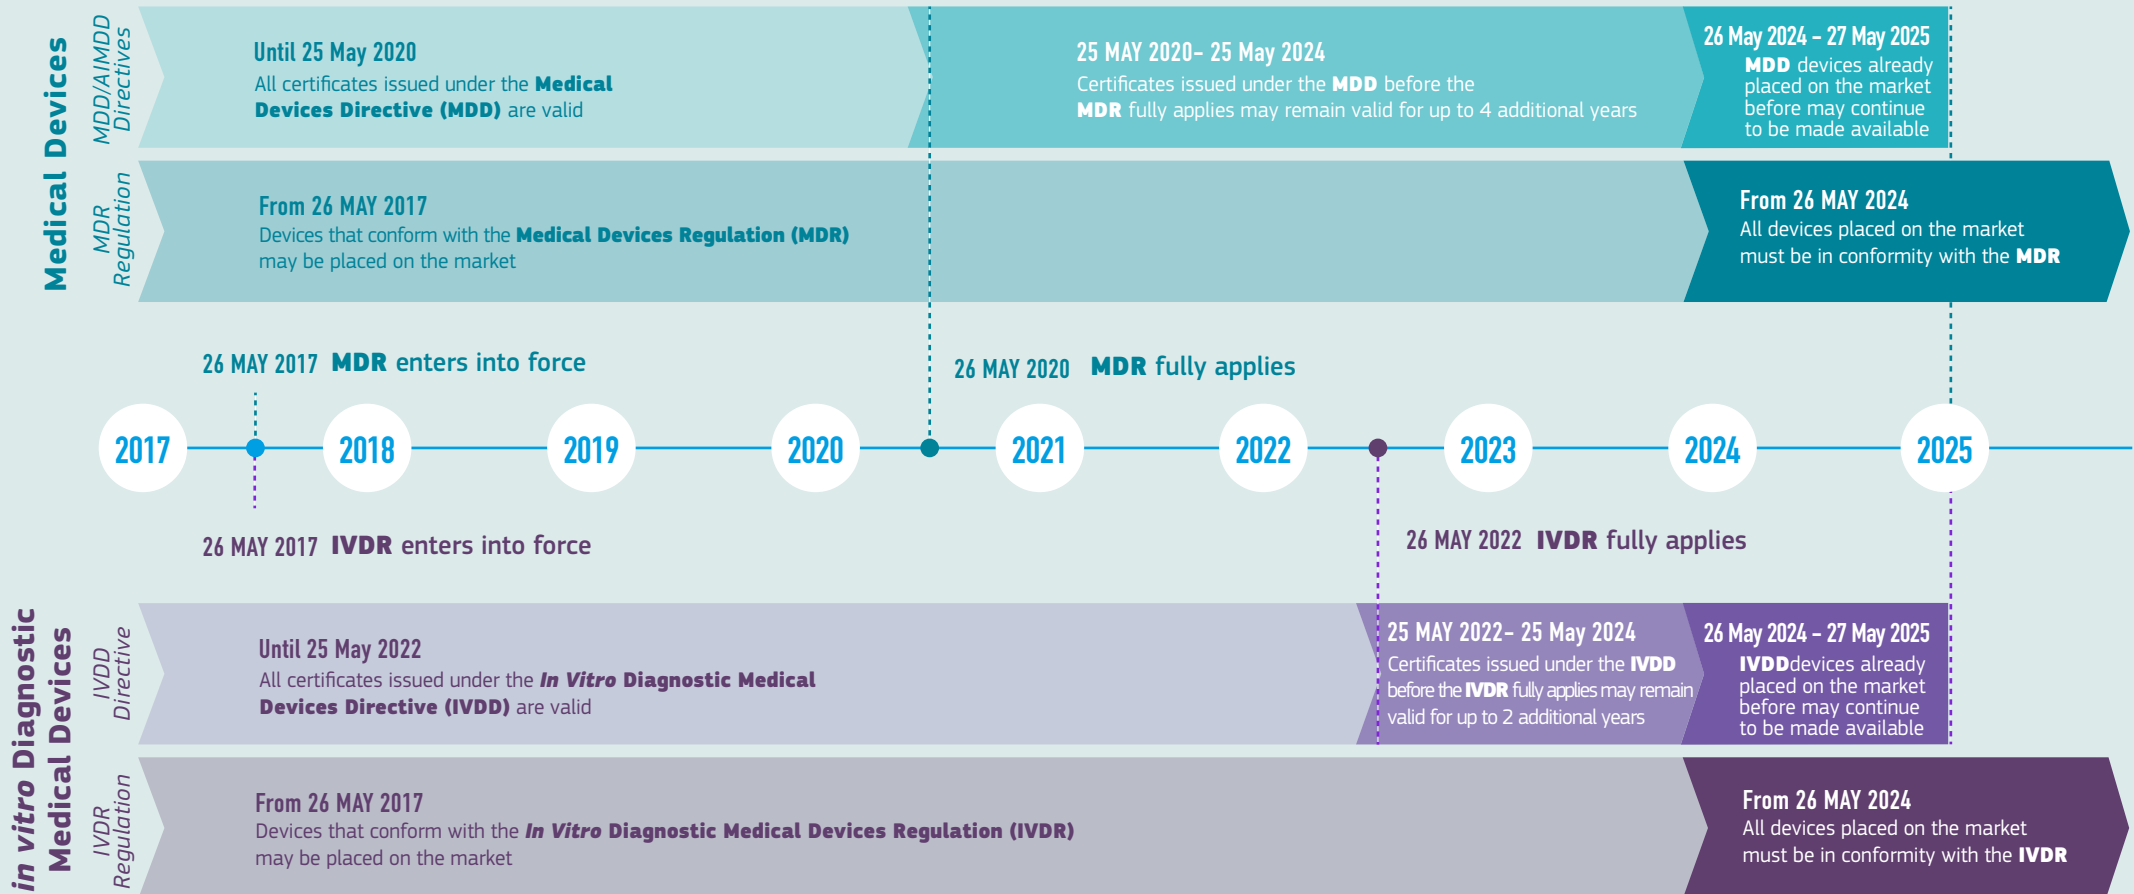 Medical Devices
MDD/AIMDD
Directives
Until 25 May 2020
All certificates issued under the Medical
Devices Directive (MDD) are valid
25 MAY 2020- 25 May 2024
Certificates issued under the MDD before the
MDR fully applies may remain valid for up to 4 additional years
26 May 2024 - 27 May 2025
MDD devices already
placed on the market
before may continue
to be made available
MDR
Regulation
From 26 MAY 2017
Devices that conform with the Medical Devices Regulation (MDR)
may be placed on the market
From 26 MAY 2024
All devices placed on the market
must be in conformity with the MDR
26 MAY 2017 MDR enters into force
26 MAY 2020 MDR fully applies
2017 2018 2019 2020 2021 2022 2023 2024 2025
26 MAY 2017 IVDR enters into force
26 MAY 2022 IVDR fully applies
in vitro Diagnostic
Medical Devices
IVDD
Directive
Until 25 May 2022
All certificates issued under the In Vitro Diagnostic Medical
Devices Directive (IVDD) are valid
25 MAY 2022- 25 May 2024
Certificates issued under the IVDD
before the IVDR fully applies may remain
valid for up to 2 additional years
26 May 2024 - 27 May 2025
IVDDdevices already
placed on the market
before may continue
to be made available
IVDR
Regulation
From 26 MAY 2017
Devices that conform with the In Vitro Diagnostic Medical Devices Regulation (IVDR)
may be placed on the market
From 26 MAY 2024
All devices placed on the market
must be in conformity with the IVDR